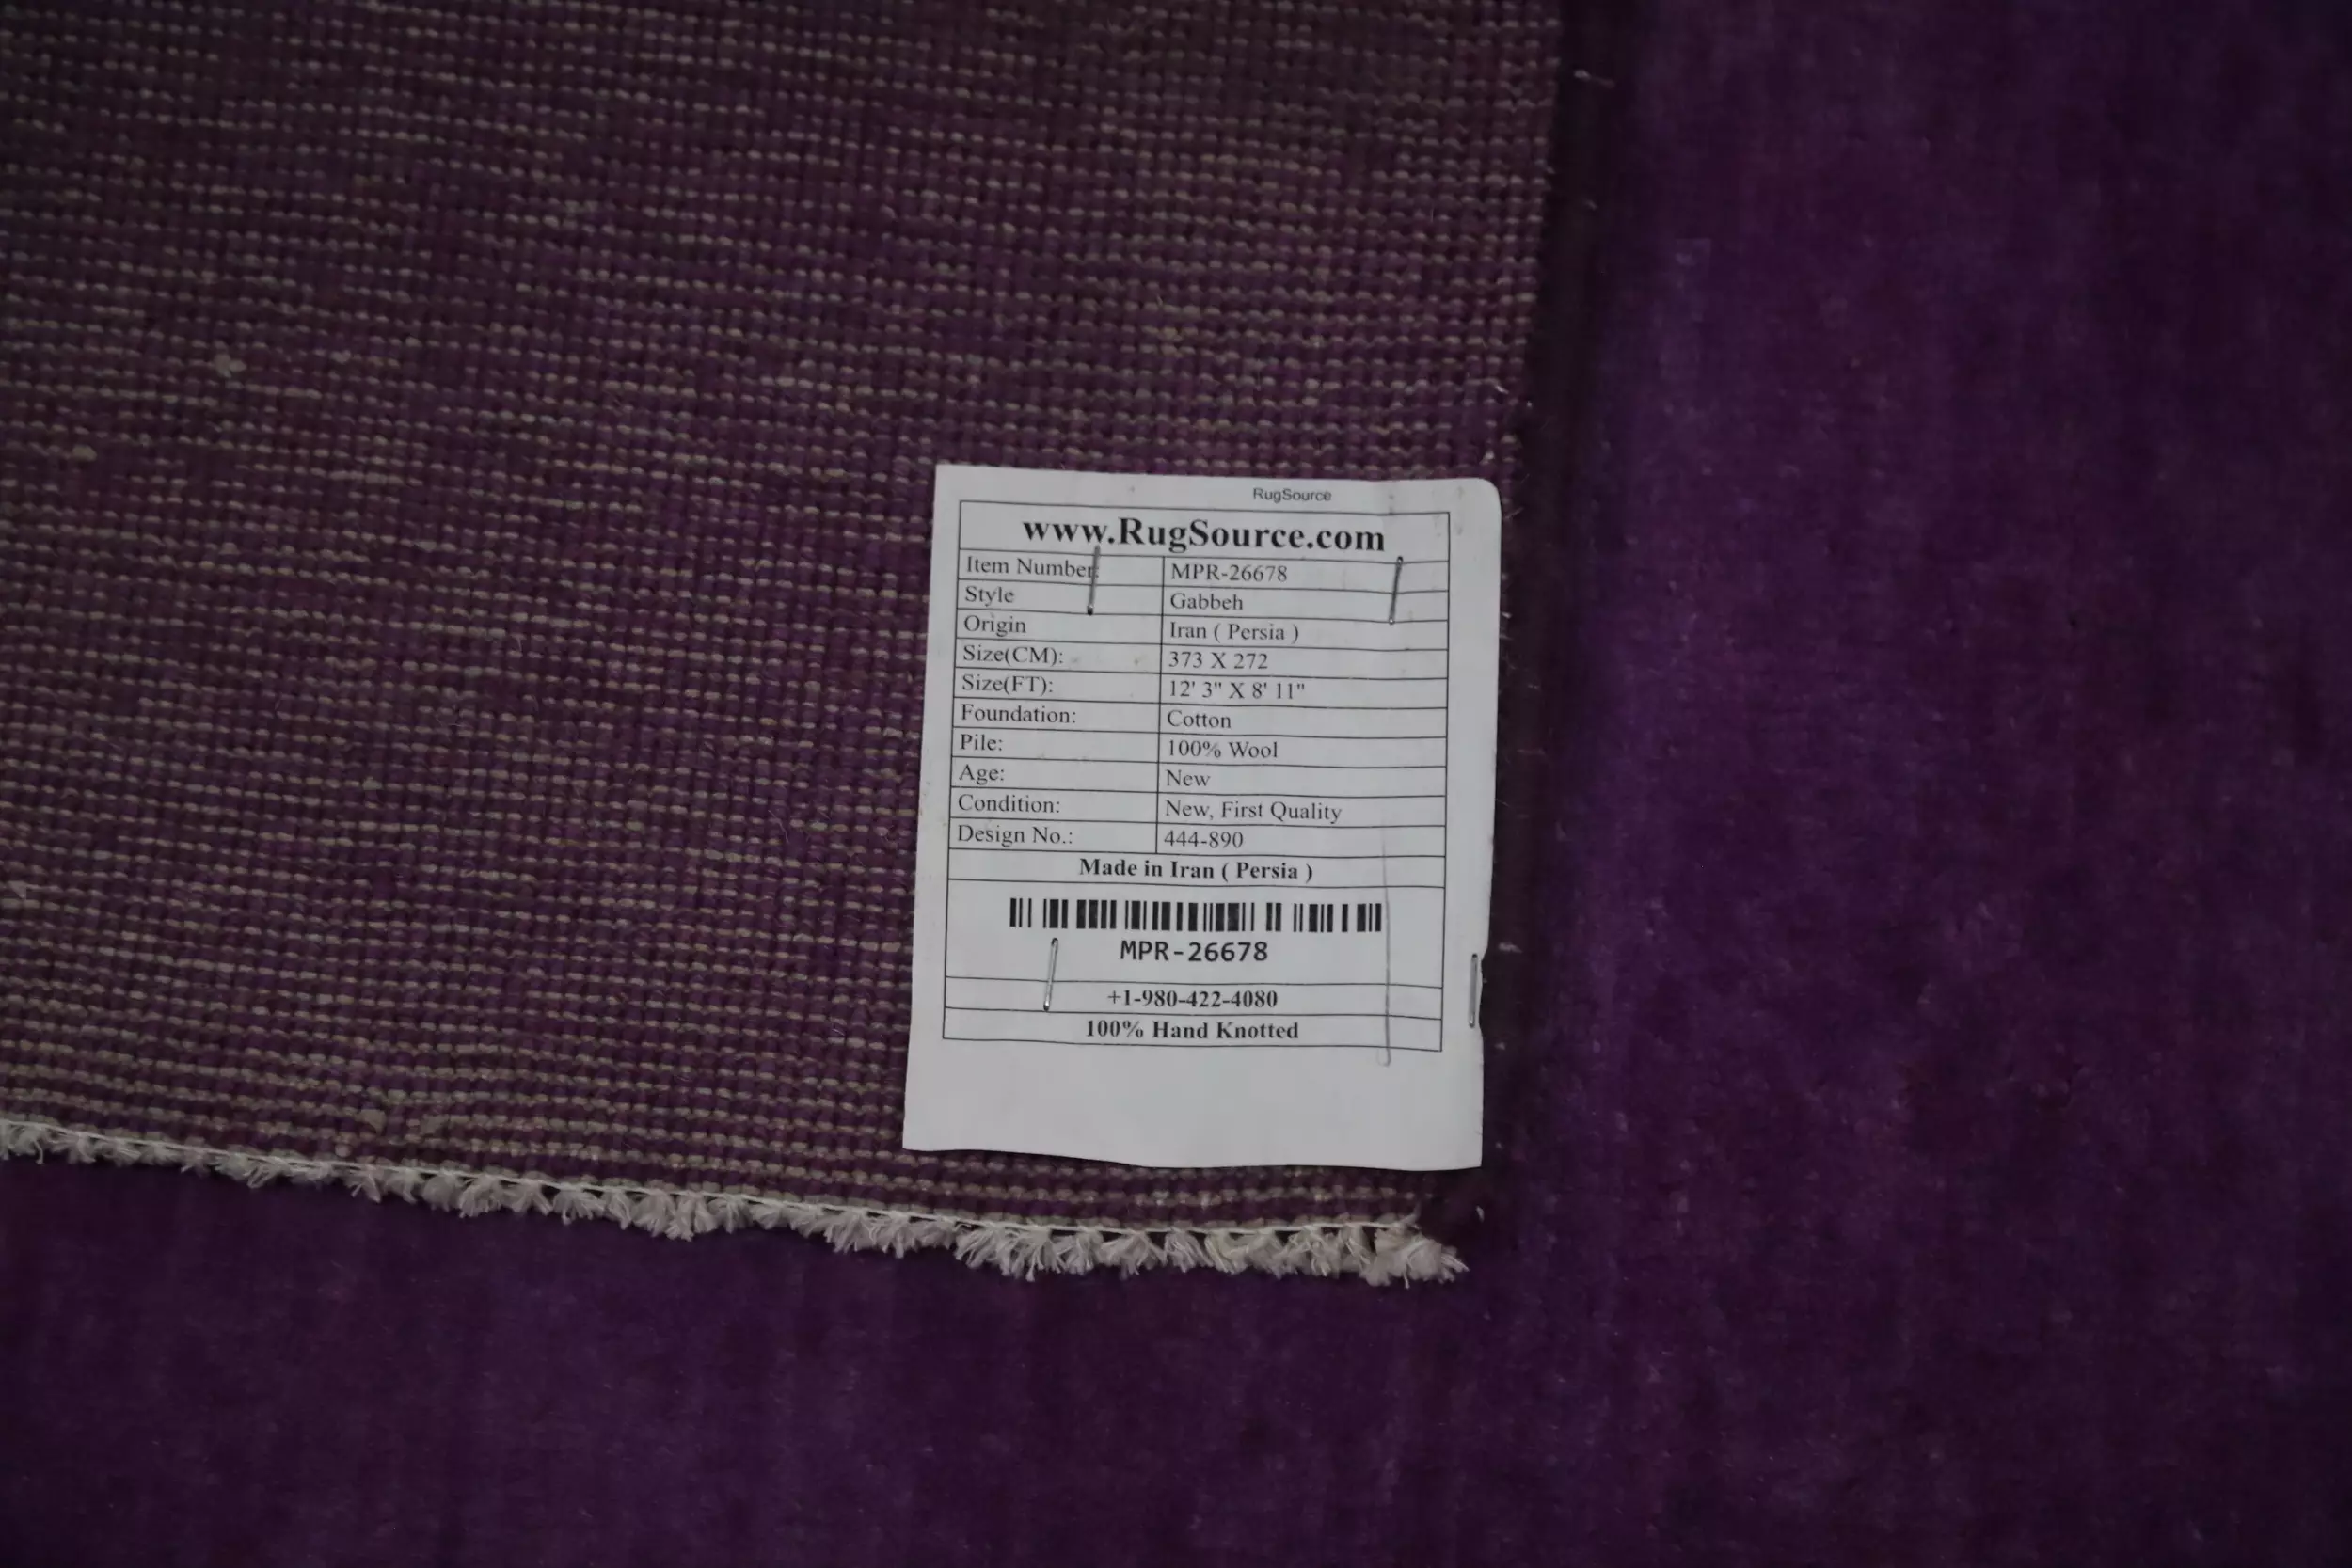 RugSource
www.RugSource.com
Item Number: MPR-26678
Style Gabbeh
Origin Iran ( Persia )
Size(CM): 373 X 272
Size(FT): 12' 3" X 8' 11"
Foundation: Cotton
Pile: 100% Wool
Age: New
Condition: New, First Quality
Design No.: 444-890
Made in Iran ( Persia )
MPR-26678
+1-980-422-4080
100% Hand Knotted